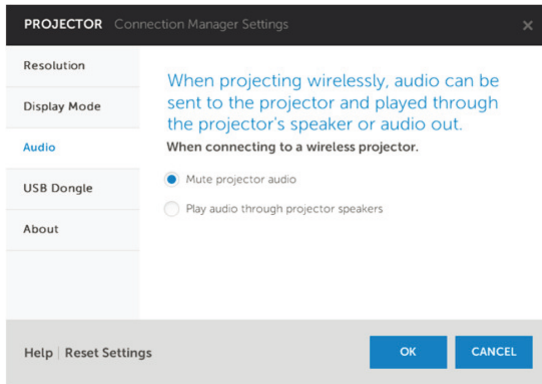 PROJECTOR Connection Manager Settings ×
Resolution
Display Mode
Audio
USB Dongle
About
When projecting wirelessly, audio can be
sent to the projector and played through
the projector's speaker or audio out.
When connecting to a wireless projector.
Mute projector audio
Play audio through projector speakers
Help | Reset Settings
OK
CANCEL